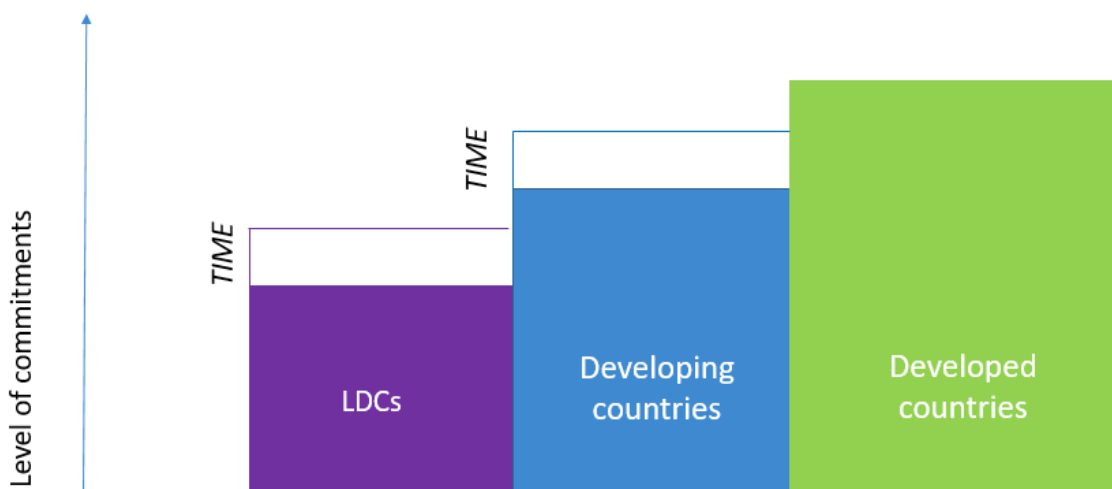 Level of commitments
TIME
LDCs
TIME
Developing
countries
Developed
countries